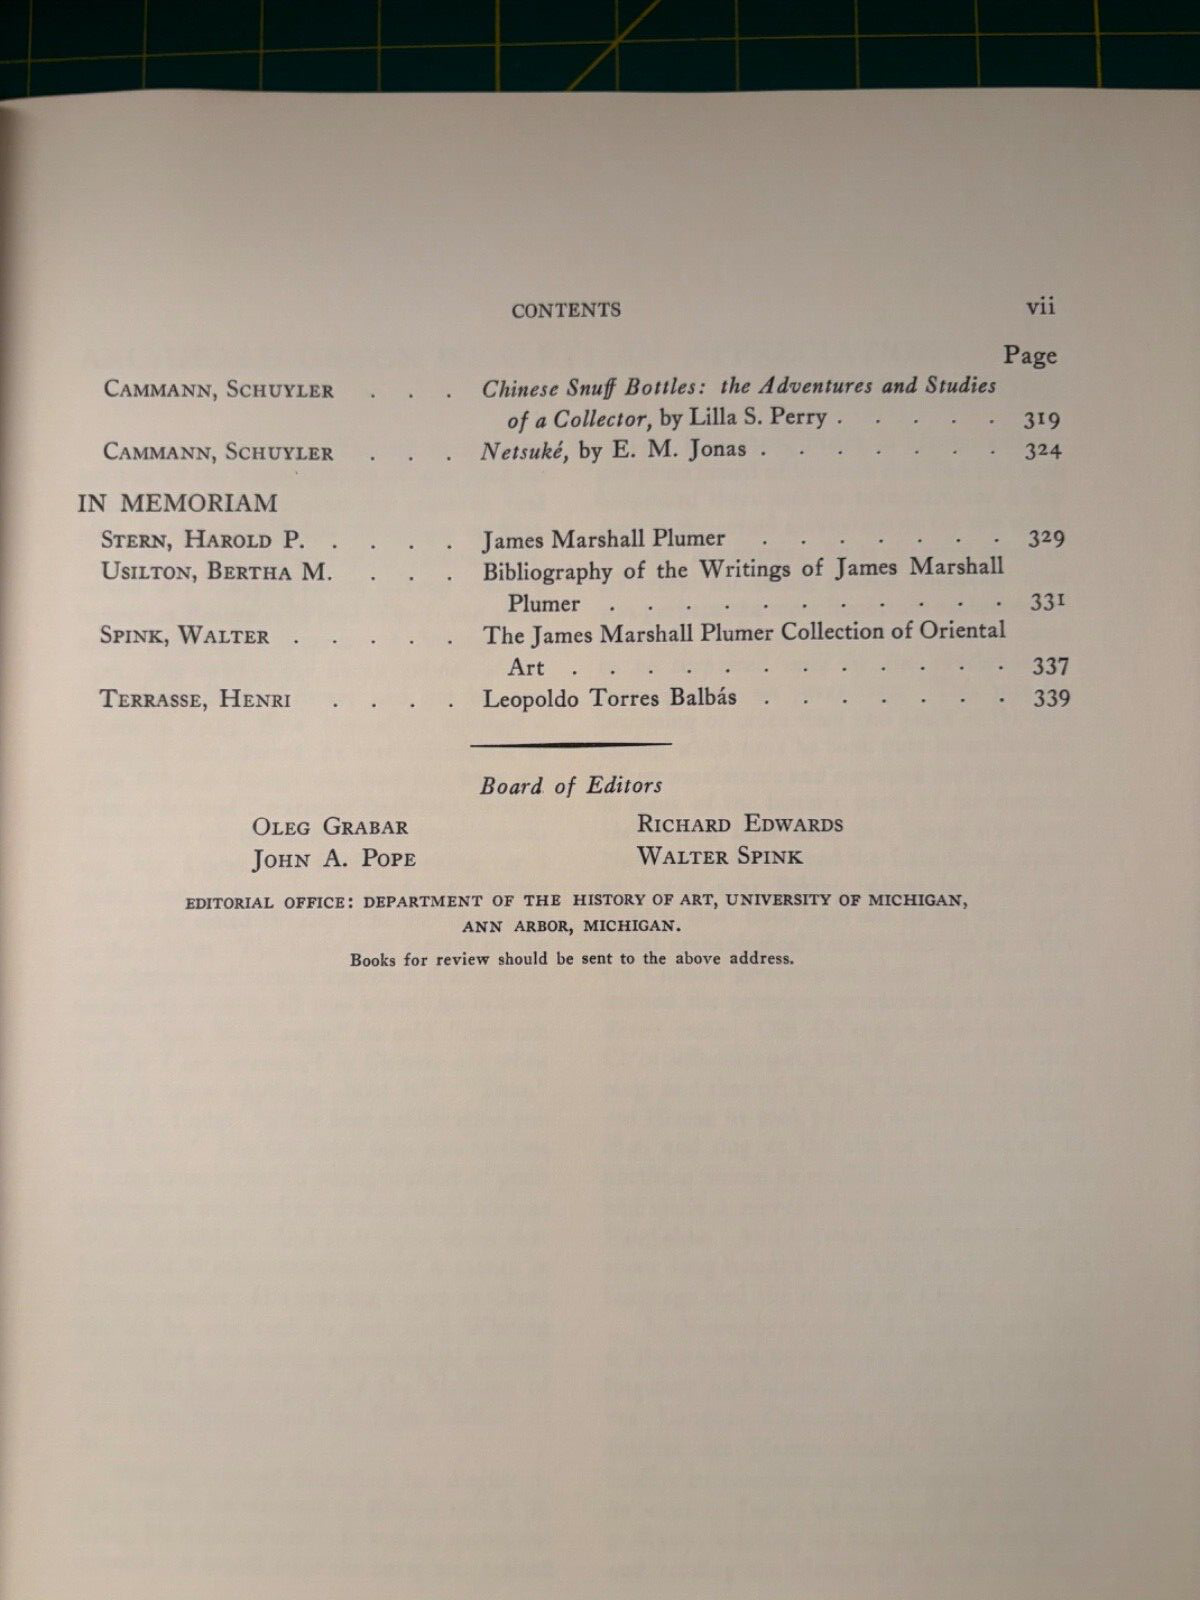 CONTENTS vii
Page
CAMMANN, SCHUYLER . . . Chinese Snuff Bottles: the Adventures and Studies
of a Collector, by Lilla S. Perry . . . . . 319
CAMMANN, SCHUYLER . . . Netsuké, by E. M. Jonas . . . . . . . 324
IN MEMORIAM
STERN, HAROLD P. . . . . James Marshall Plumer . . . . . . . 329
USILTON, BERTHA M. . . . Bibliography of the Writings of James Marshall
Plumer . . . . . . . . . . . 331
SPINK, WALTER . . . . . The James Marshall Plumer Collection of Oriental
Art . . . . . . . . . . . . 337
TERRASSE, HENRI . . . . Leopoldo Torres Balbás . . . . . . . 339
Board of Editors
OLEG GRABAR RICHARD EDWARDS
JOHN A. POPE WALTER SPINK
EDITORIAL OFFICE: DEPARTMENT OF THE HISTORY OF ART, UNIVERSITY OF MICHIGAN,
ANN ARBOR, MICHIGAN.
Books for review should be sent to the above address.